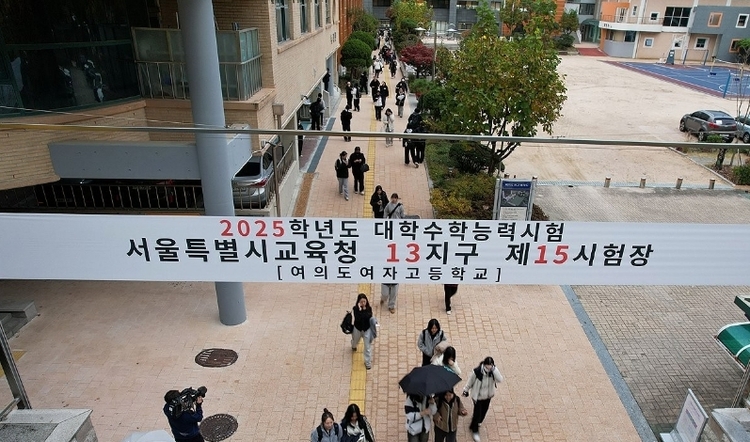 2025학년도 대학수학능력시험
서울특별시교육청 13지구 제15시험장
[여의도여자고등학교]